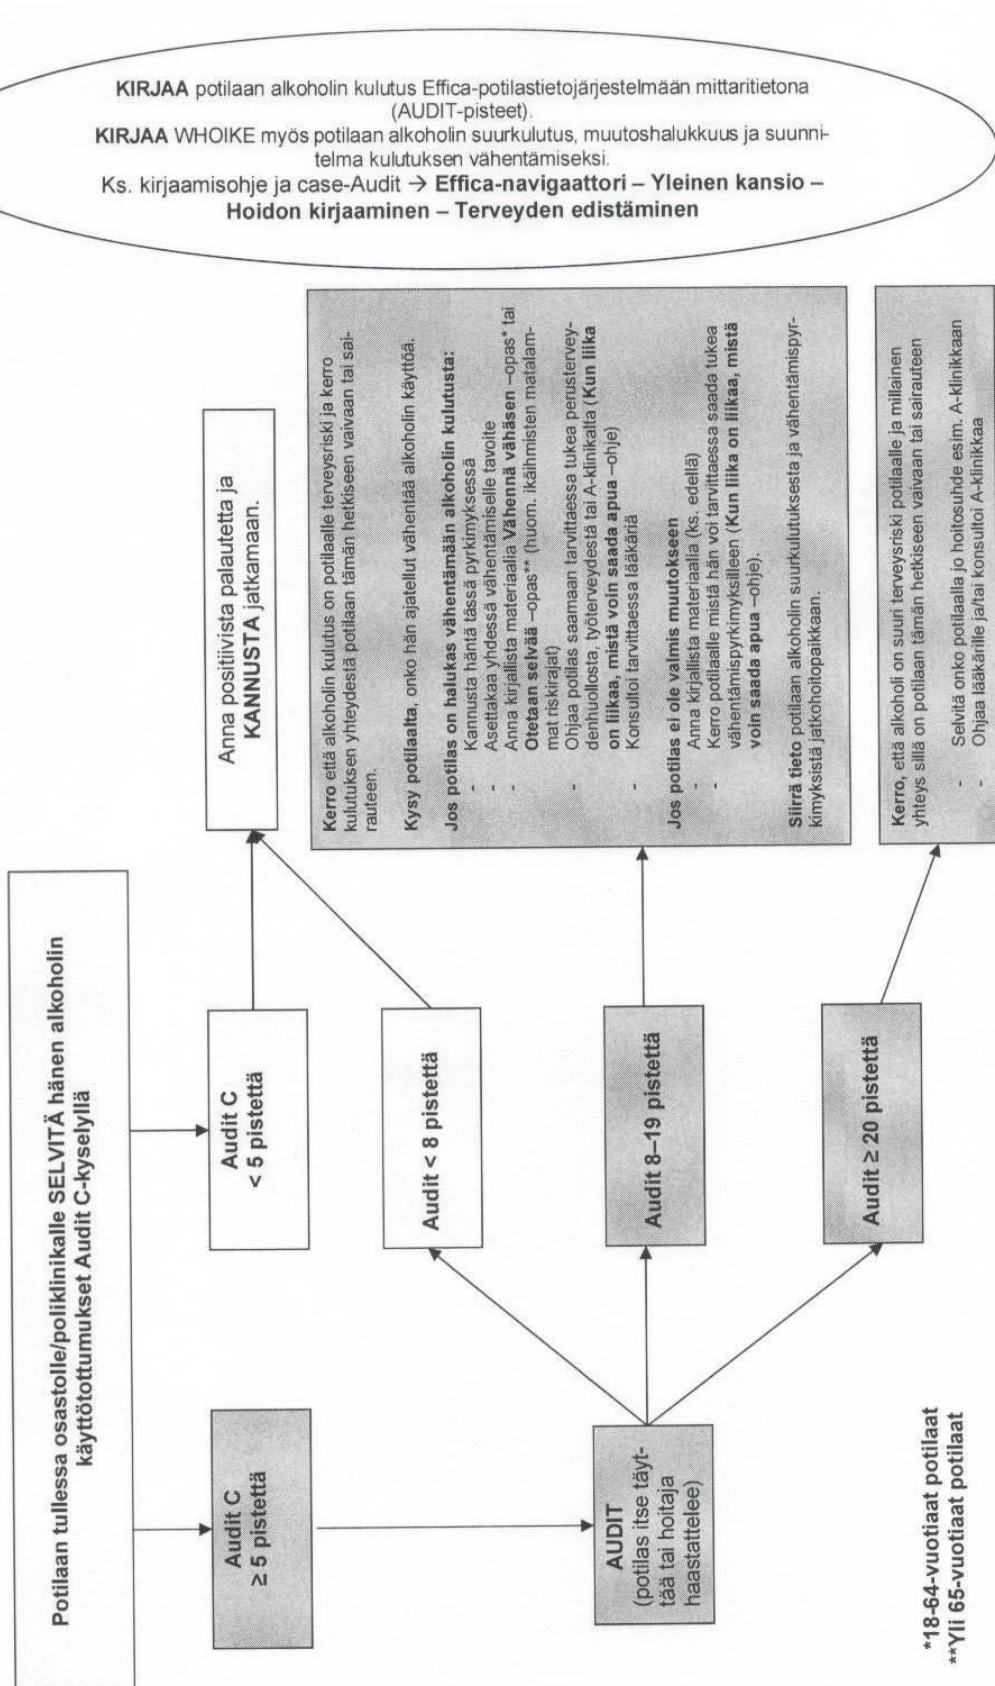 KIRJAA potilaan alkoholin kulutus Effica-potilastietojärjestelmään mittaritietona
(AUDIT-pisteet).
KIRJAA WHOIKE myös potilaan alkoholin suurkulutus, muutoshalukkuus ja suunni-
telma kulutuksen vähentämiseksi.
Ks. kirjaamisohje ja case-Audit → Effica-navigaattori – Yleinen kansio –
Hoidon kirjaaminen – Terveyden edistäminen
Potilaan tullessa osastolle/poliklinikalle SELVITÄ hänen alkoholin
käyttötottumukset Audit C-kyselyllä
Audit C
≥ 5 pistettä
Audit C
< 5 pistettä
Anna positiivista palautetta ja
KANNUSTA jatkamaan.
AUDIT
(potilas itse täyt-
tää tai hoitaja
haastattelee)
Audit < 8 pistettä
Audit 8–19 pistettä
Audit ≥ 20 pistettä
Kerro että alkoholin kulutus on potilaalle terveysriski ja kerro
kulutuksen yhteydestä potilaan tämän hetkiseen vaivaan tai sai-
rauteen.
Kysy potilaalta, onko hän ajatellut vähentää alkoholin käyttöä.
Jos potilas on halukas vähentämään alkoholin kulutusta:
- Kannusta häntä tässä pyrkimyksessä
- Asettakaa yhdessä vähentämiselle tavoite
- Anna kirjallista materiaalia Vähennä vähäsen –opas* tai
Otetaan selvää –opas** (huom. ikäihmisten matalam-
mat riskirajat)
- Ohjaa potilas saamaan tarvittaessa tukea perustervey-
denhuollosta, työterveydestä tai A-klinikalta (Kun liika
on liikaa, mistä voin saada apua –ohje)
- Konsultoi tarvittaessa lääkäriä
Jos potilas ei ole valmis muutokseen
- Anna kirjallista materiaalia (ks. edellä)
- Kerro potilaalle mistä hän voi tarvittaessa saada tukea
vähentämispyrkimyksilleen (Kun liika on liikaa, mistä
voin saada apua –ohje).
Siirrä tieto potilaan alkoholin suurkulutuksesta ja vähentämispyr-
kimyksistä jatkohoitopaikkaan.
Kerro, että alkoholi on suuri terveysriski potilaalle ja millainen
yhteys sillä on potilaan tämän hetkiseen vaivaan tai sairauteen
- Selvitä onko potilaalla jo hoitosuhde esim. A-klinikkaan
- Ohjaa lääkärille ja/tai konsultoi A-klinikkaa
*18-64-vuotiaat potilaat
**Yli 65-vuotiaat potilaat